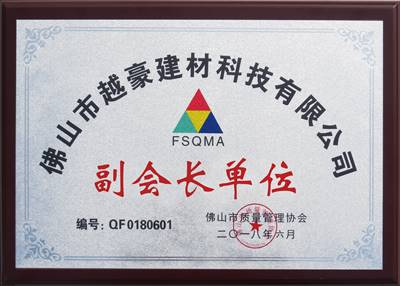 佛山市越豪建材科技有限公司
FSQMA
副会长单位
编号: QF0180601
佛山市质量管理协会
二〇一八年六月